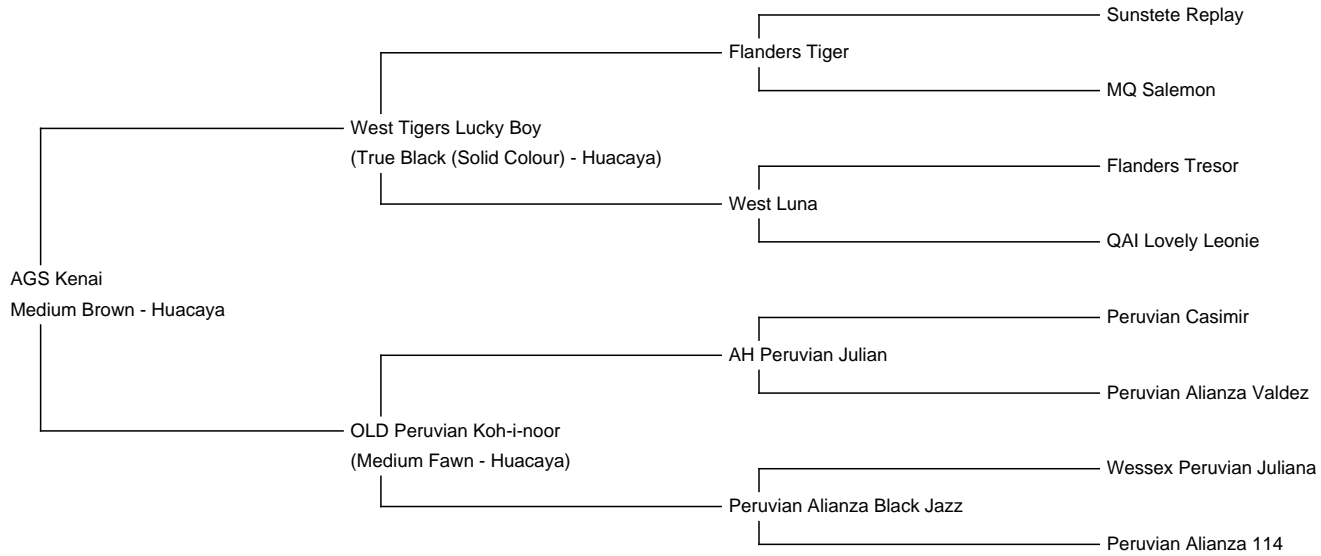 Sunstete Replay
Flanders Tiger
MQ Salemon
West Tigers Lucky Boy
(True Black (Solid Colour) - Huacaya)
Flanders Tresor
West Luna
QAI Lovely Leonie
AGS Kenai
Medium Brown - Huacaya
Peruvian Casimir
AH Peruvian Julian
Peruvian Alianza Valdez
OLD Peruvian Koh-i-noor
(Medium Fawn - Huacaya)
Wessex Peruvian Juliana
Peruvian Alianza Black Jazz
Peruvian Alianza 114